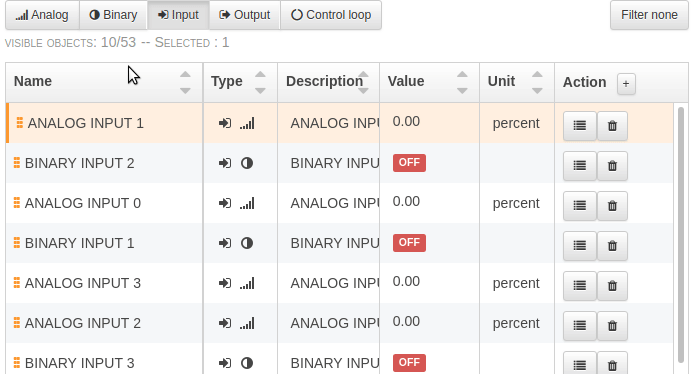 Analog Binary Input Output Control loop Filter none
VISIBLE OBJECTS: 10/53 -- SELECTED : 1
Name Type Description Value Unit Action +
ANALOG INPUT 1 ANALOG INPU 0.00 percent
BINARY INPUT 2 BINARY INPU OFF
ANALOG INPUT 0 ANALOG INPU 0.00 percent
BINARY INPUT 1 BINARY INPU OFF
ANALOG INPUT 3 ANALOG INPU 0.00 percent
ANALOG INPUT 2 ANALOG INPU 0.00 percent
BINARY INPUT 3 BINARY INPU OFF